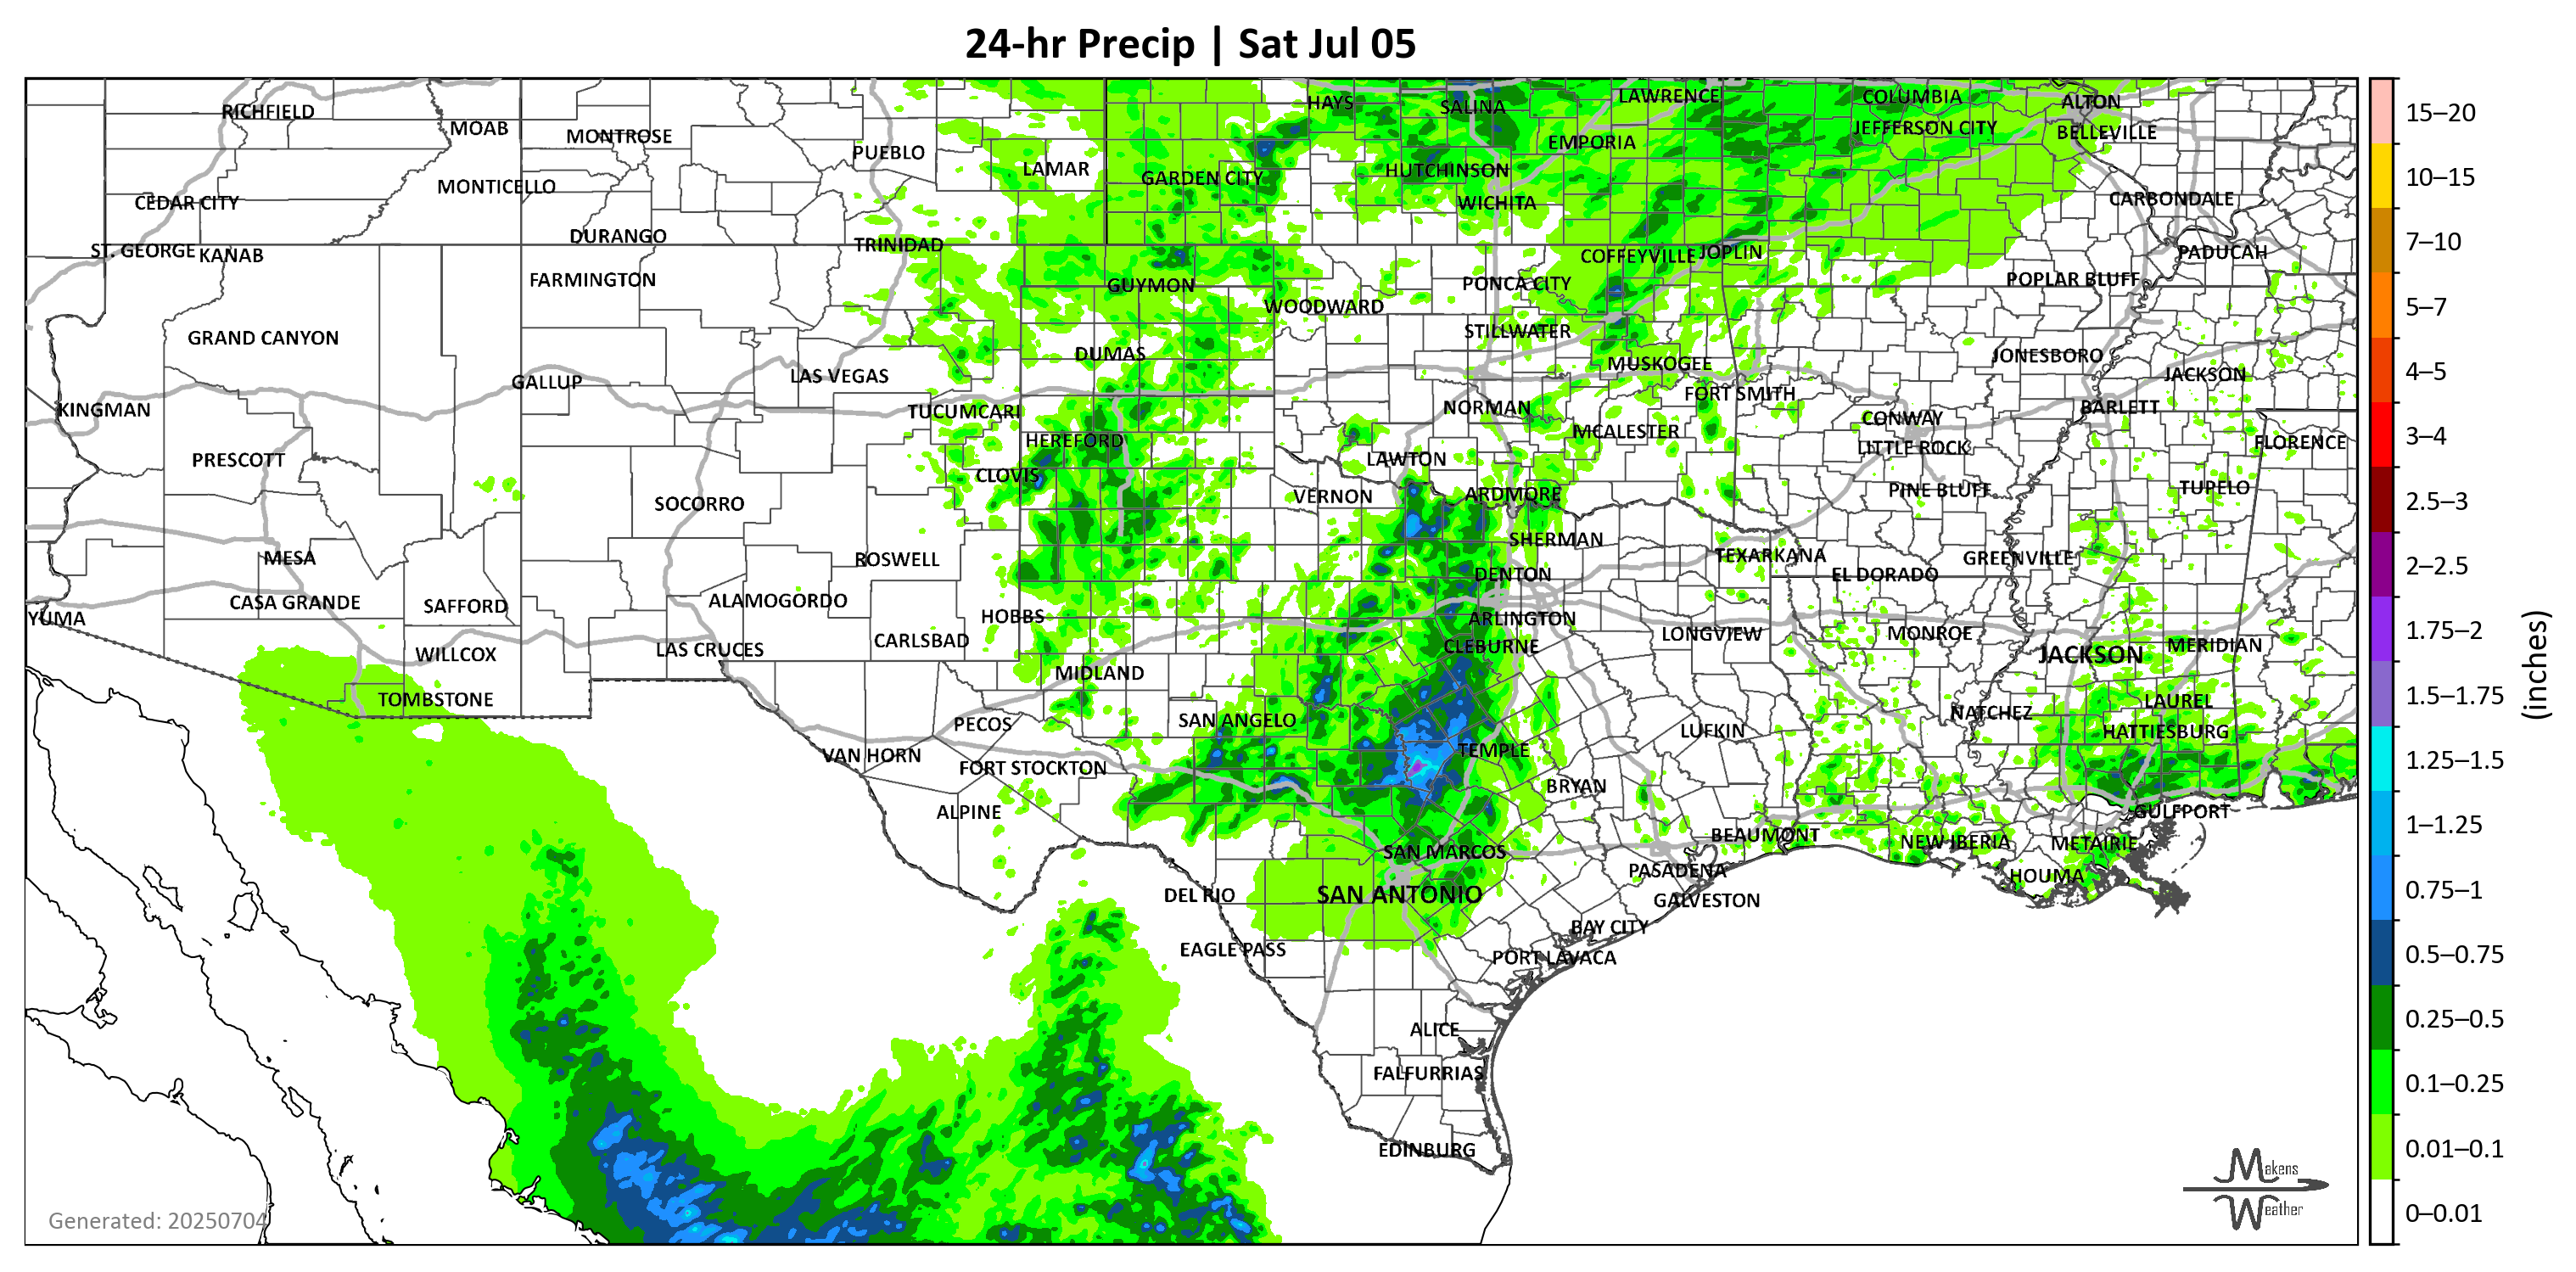 24-hr Precip | Sat Jul 05
RICHFIELD
MOAB
MONTROSE
PUEBLO
LAMAR
HAYS
SALINA
LAWRENCE
COLUMBIA
ALTON
EMPORIA
JEFFERSON CITY
BELLEVILLE
GARDEN CITY
HUTCHINSON
MONTICELLO
CEDAR CITY
WICHITA
CARBONDALE
DURANGO
TRINIDAD
ST. GEORGE
KANAB
COFFEYVILLE
JOPLIN
PADUCAH
FARMINGTON
GUYMON
PONCA CITY
POPLAR BLUFF
WOODWARD
GRAND CANYON
STILLWATER
DUMAS
JONESBORO
MUSKOGEE
GALLUP
LAS VEGAS
JACKSON
FORT SMITH
KINGMAN
TUCUMCARI
NORMAN
BARLETT
CONWAY
HEREFORD
MCALESTER
LITTLE ROCK
FLORENCE
PRESCOTT
LAWTON
CLOVIS
SOCORRO
VERNON
ARDMORE
PINE BLUFF
TUPELO
MESA
ROSWELL
SHERMAN
TEXARKANA
GREENVILLE
DENTON
EL DORADO
CASA GRANDE
SAFFORD
ALAMOGORDO
YUMA
HOBBS
ARLINGTON
WILLCOX
LAS CRUCES
CARLSBAD
CLEBURNE
LONGVIEW
MONROE
JACKSON
MERIDIAN
MIDLAND
TOMBSTONE
LAUREL
PECOS
SAN ANGELO
NATCHEZ
VAN HORN
TEMPLE
LUFKIN
HATTIESBURG
FORT STOCKTON
BRYAN
ALPINE
GULFPORT
SAN MARCOS
BEAUMONT
NEW IBERIA
METAIRIE
PASADENA
HOUMA
DEL RIO
SAN ANTONIO
GALVESTON
EAGLE PASS
BAY CITY
PORT LAVACA
ALICE
FALFURRIAS
EDINBURG
Generated: 20250704
Makens
Weather
15–20
10–15
7–10
5–7
4–5
3–4
2.5–3
2–2.5
1.75–2
1.5–1.75
1.25–1.5
1–1.25
0.75–1
0.5–0.75
0.25–0.5
0.1–0.25
0.01–0.1
0–0.01
(inches)